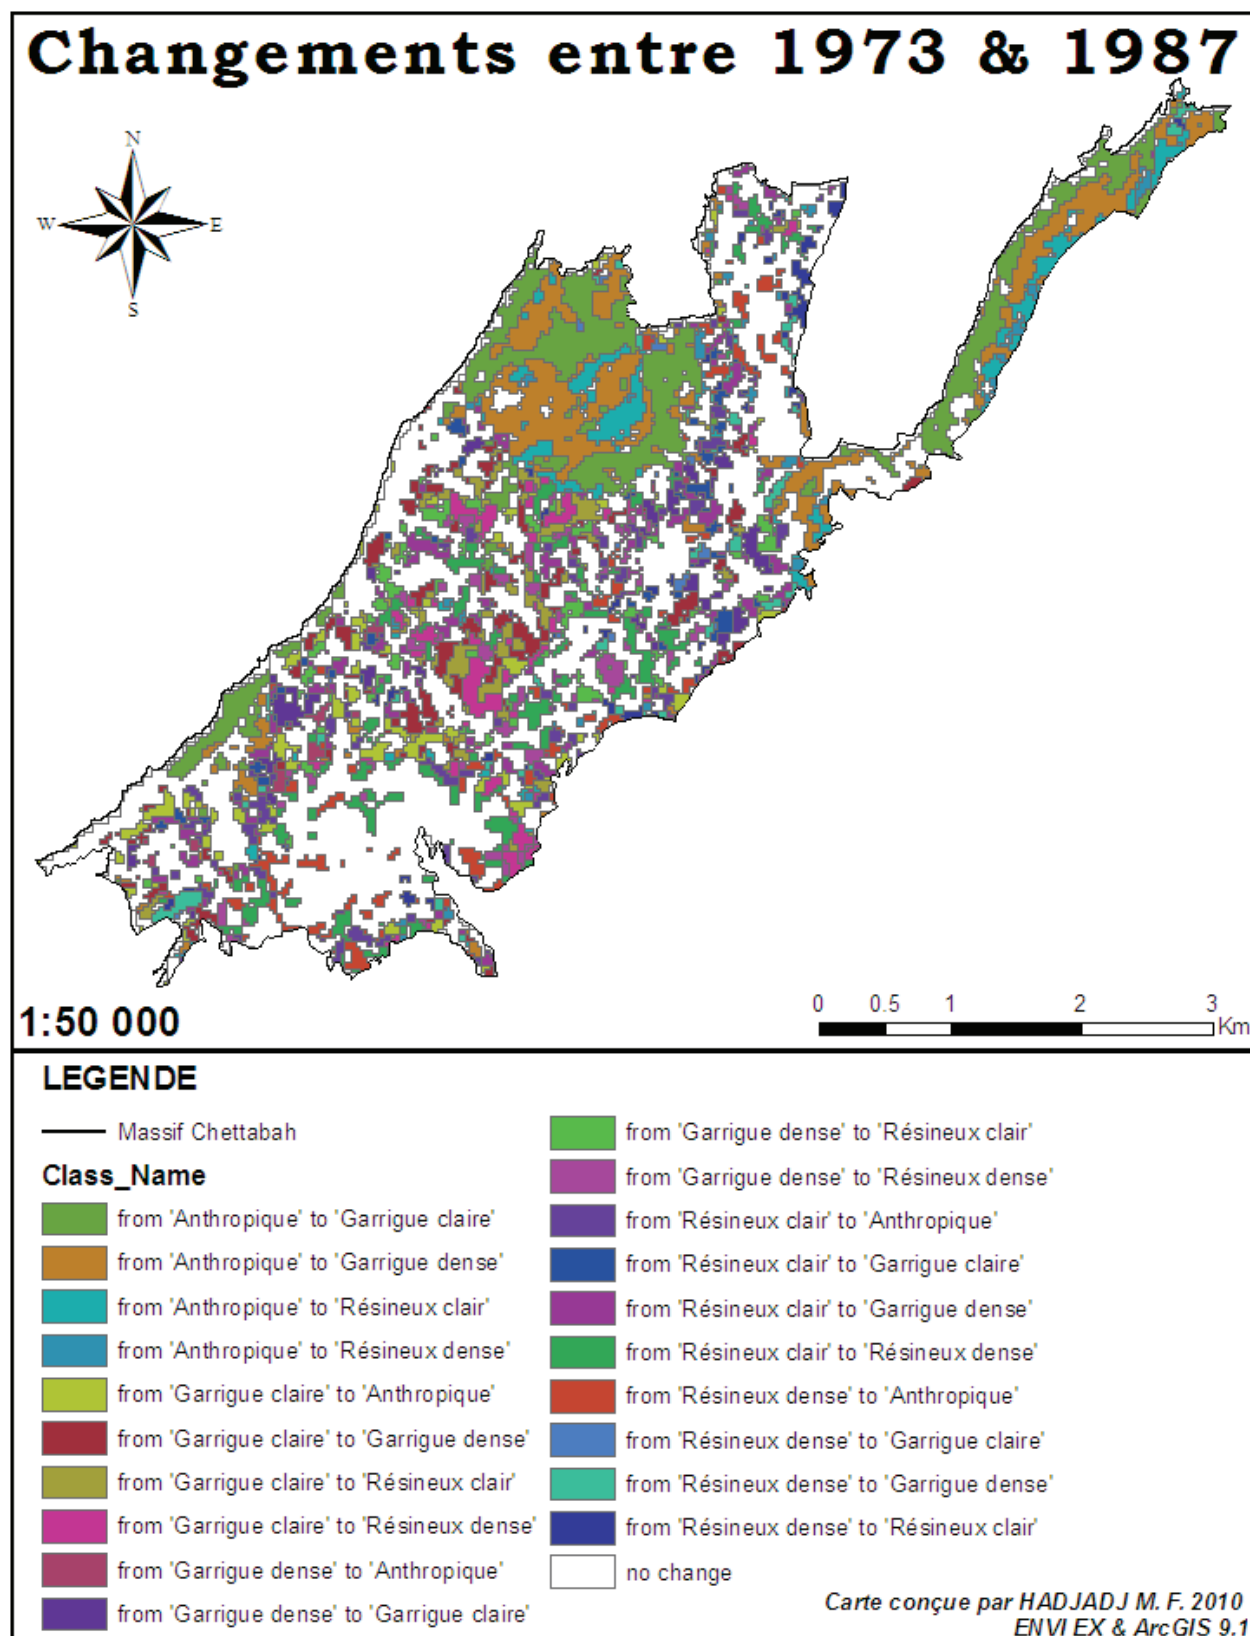 Changements entre 1973 & 1987
N
W
E
S
1:50 000
0 0.5 1 2 3
Km
LEGENDE
Massif Chettabah
Class_Name
from 'Anthropique' to 'Garrigue claire'
from 'Anthropique' to 'Garrigue dense'
from 'Anthropique' to 'Résineux clair'
from 'Anthropique' to 'Résineux dense'
from 'Garrigue claire' to 'Anthropique'
from 'Garrigue claire' to 'Garrigue dense'
from 'Garrigue claire' to 'Résineux clair'
from 'Garrigue claire' to 'Résineux dense'
from 'Garrigue dense' to 'Anthropique'
from 'Garrigue dense' to 'Garrigue claire'
from 'Garrigue dense' to 'Résineux clair'
from 'Garrigue dense' to 'Résineux dense'
from 'Résineux clair' to 'Anthropique'
from 'Résineux clair' to 'Garrigue claire'
from 'Résineux clair' to 'Garrigue dense'
from 'Résineux clair' to 'Résineux dense'
from 'Résineux dense' to 'Anthropique'
from 'Résineux dense' to 'Garrigue claire'
from 'Résineux dense' to 'Garrigue dense'
from 'Résineux dense' to 'Résineux clair'
no change
Carte conçue par HADJADJ M. F. 2010
ENVI EX & ArcGIS 9.1